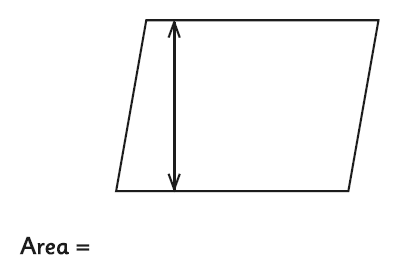 Area =